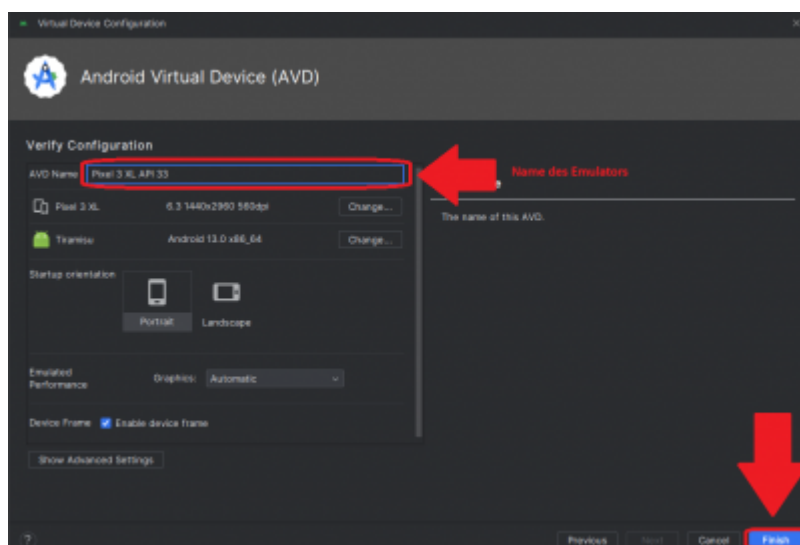 Virtual Device Configuration
Android Virtual Device (AVD)
Verify Configuration
AVD Name Pixel 3 XL API 33
Name des Emulators
Pixel 3 XL 6.3 1440x2960 560dpi Change...
The name of this AVD.
Tiramisu Android 13.0 x86_64 Change...
Startup orientation
Portrait Landscape
Emulated
Performance
Graphics: Automatic
Device Frame Enable device frame
Show Advanced Settings
? Previous Next Cancel Finish